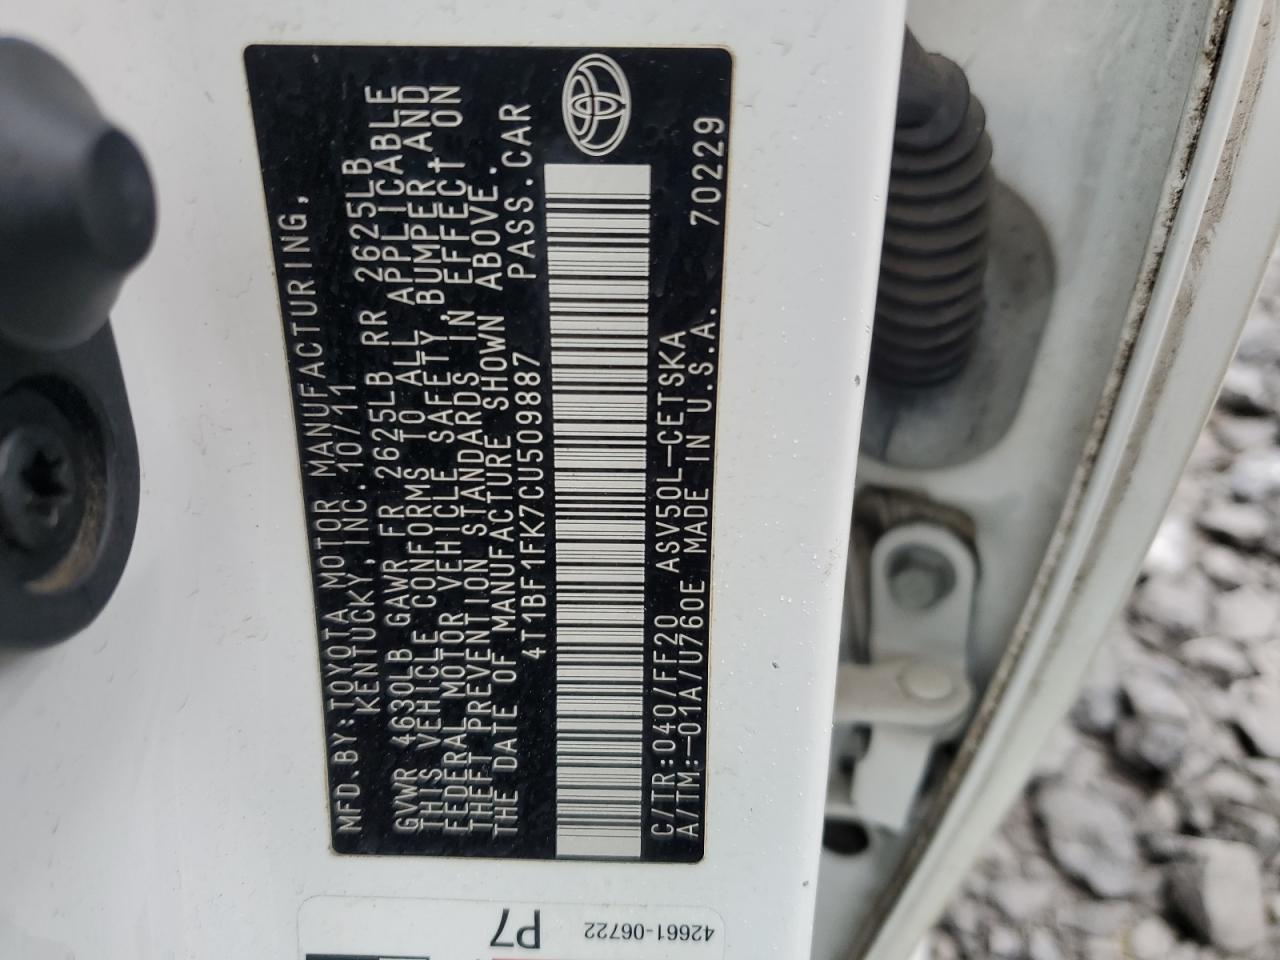 MFD.BY:TOYOTA MOTOR MANUFACTURING,
KENTUCKY,INC. 10/11
GVWR 4630LB GAWR FR 2625LB RR 2625LB
THIS VEHICLE CONFORMS TO ALL APPLICABLE
FEDERAL MOTOR VEHICLE SAFETY,BUMPER,AND
THEFT PREVENTION STANDARDS IN EFFECT ON
THE DATE OF MANUFACTURE SHOWN ABOVE.
4T1BF1FK7CU509887 PASS.CAR
C/TR:040/FF20 ASV50L-CETSKA
A/TM:-01A/U760E MADE IN U.S.A. 70229
42661-06722
P7